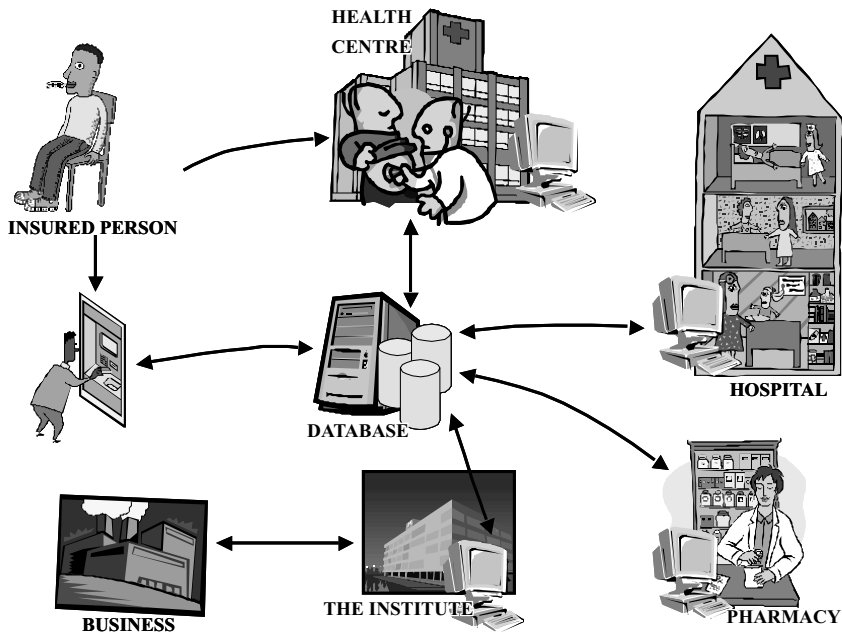 HEALTH
CENTRE
INSURED PERSON
HOSPITAL
DATABASE
THE INSTITUTE
BUSINESS
PHARMACY